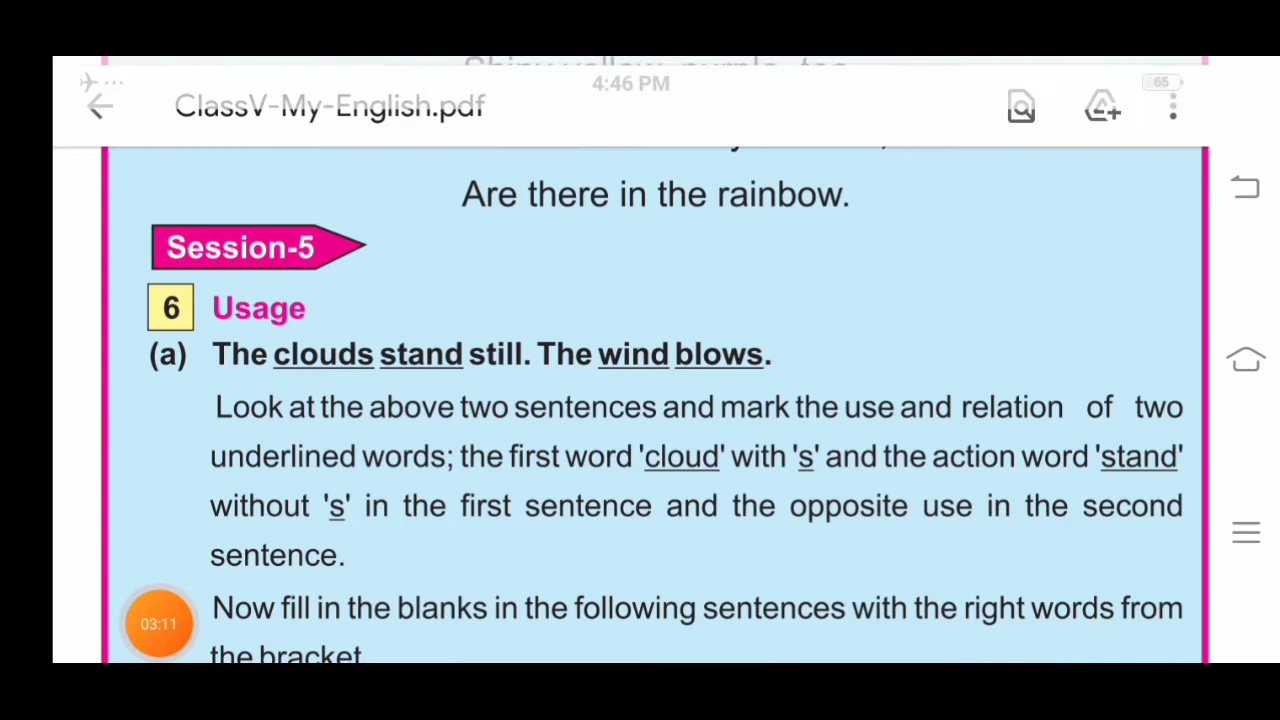 4:46 PM
65
ClassV-My-English.pdf
Are there in the rainbow.
Session-5
6 Usage
(a) The clouds stand still. The wind blows.
Look at the above two sentences and mark the use and relation of two
underlined words; the first word 'cloud' with 's' and the action word 'stand'
without 's' in the first sentence and the opposite use in the second
sentence.
03:11
Now fill in the blanks in the following sentences with the right words from
the bracket